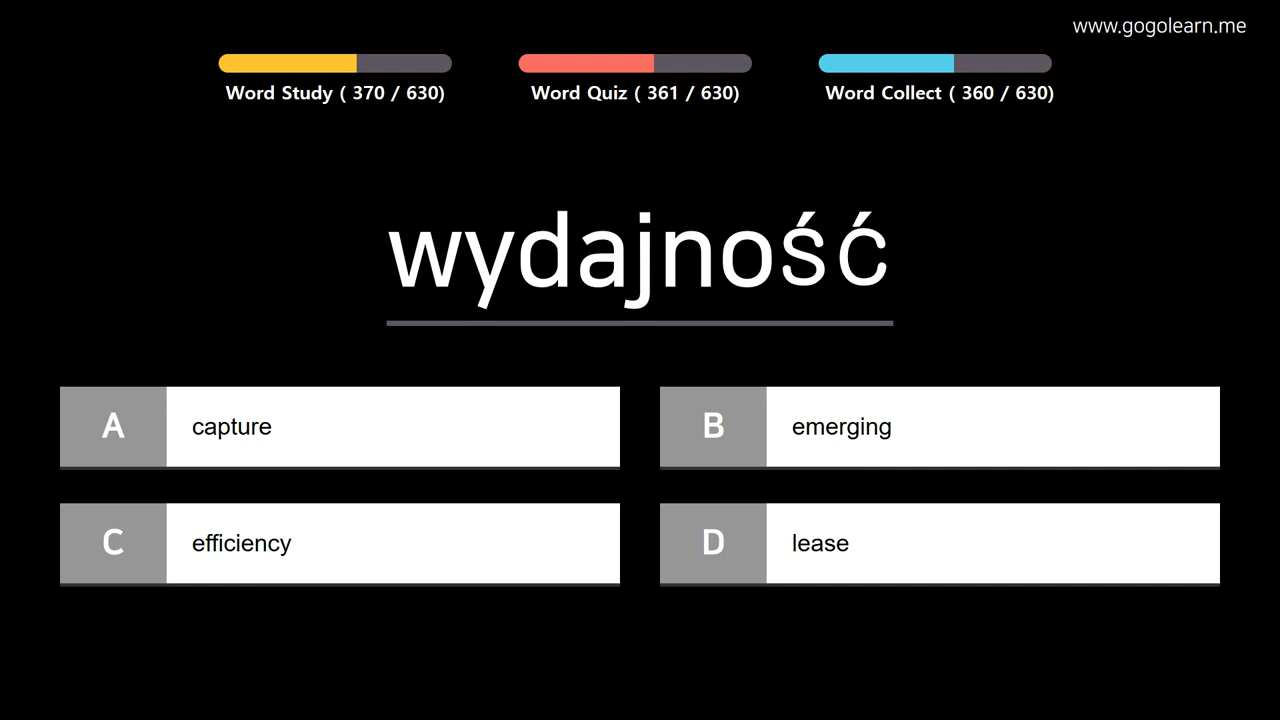 www.gogolearn.me
Word Study ( 370 / 630)
Word Quiz ( 361 / 630)
Word Collect ( 360 / 630)
wydajność
A capture
B emerging
C efficiency
D lease